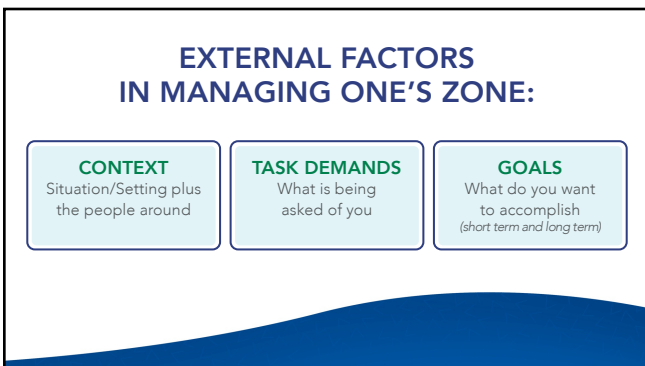 EXTERNAL FACTORS
IN MANAGING ONE'S ZONE:
CONTEXT
Situation/Setting plus
the people around
TASK DEMANDS
What is being
asked of you
GOALS
What do you want
to accomplish
(short term and long term)